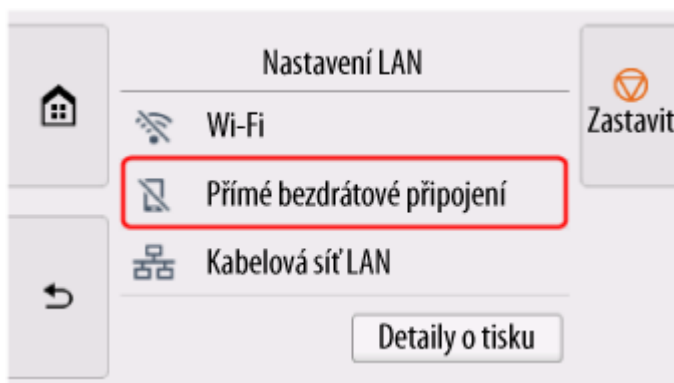 Nastavení LAN
Wi-Fi
Zastavit
Přímé bezdrátové připojení
Kabelová síť LAN
Detaily o tisku